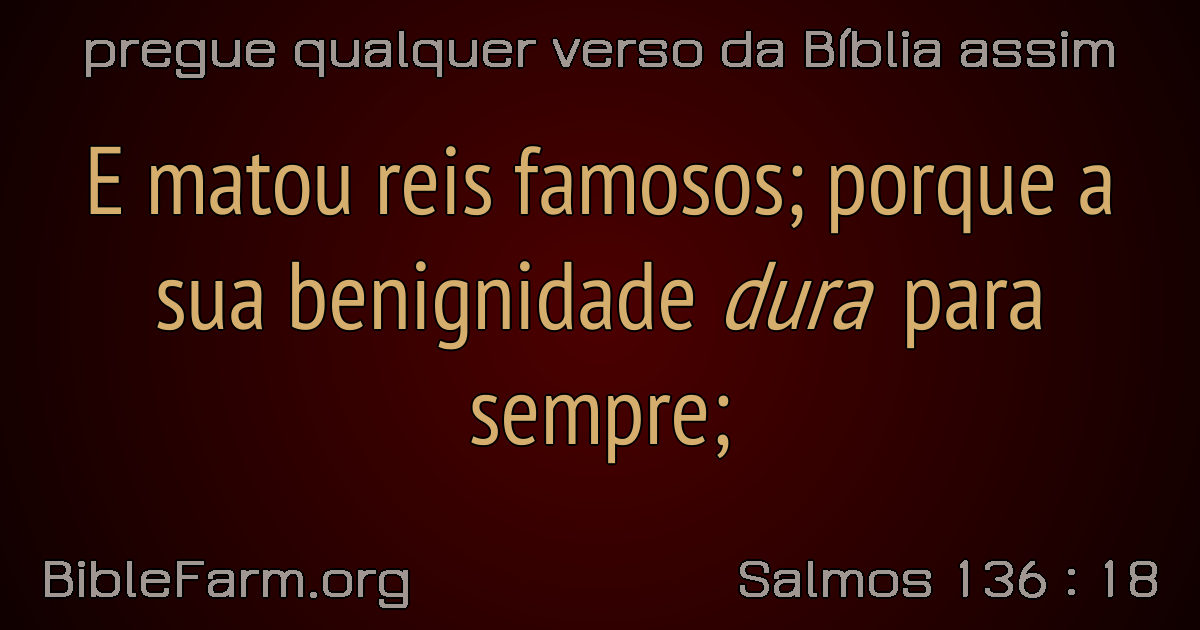 pregue qualquer verso da Bíblia assim
E matou reis famosos; porque a
sua benignidade dura para
sempre;
BibleFarm.org
Salmos 136 : 18